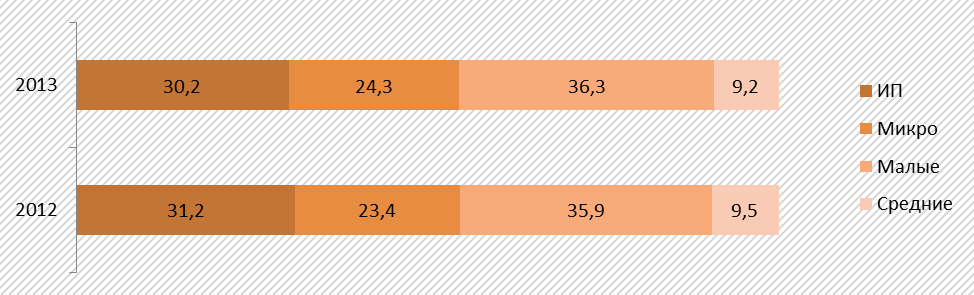 2013
30,2 24,3 36,3 9,2
2012
31,2 23,4 35,9 9,5
ИП
Микро
Малые
Средние